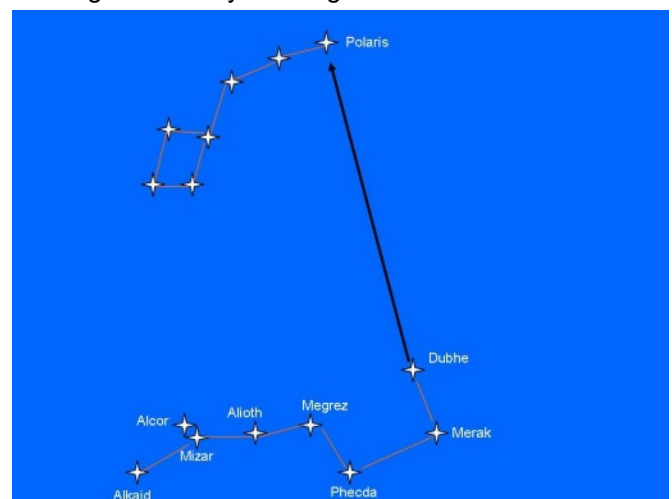 Polaris
Dubhe
Megrez
Alioth
Alcor
Merak
Mizar
Alkaid
Phecda